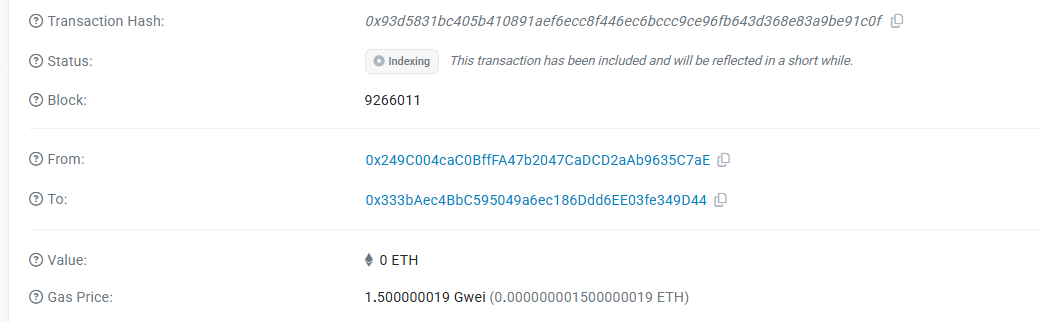 Transaction Hash: 0x93d5831bc405b410891aef6ecc8f446ec6bccc9ce96fb643d368e83a9be91c0f
Status: Indexing This transaction has been included and will be reflected in a short while.
Block: 9266011
From: 0x249C004caC0BffFA47b2047CaDCD2aAb9635C7aE
To: 0x333bAec4BbC595049a6ec186Ddd6EE03fe349D44
Value: 0 ETH
Gas Price: 1.500000019 Gwei (0.000000001500000019 ETH)